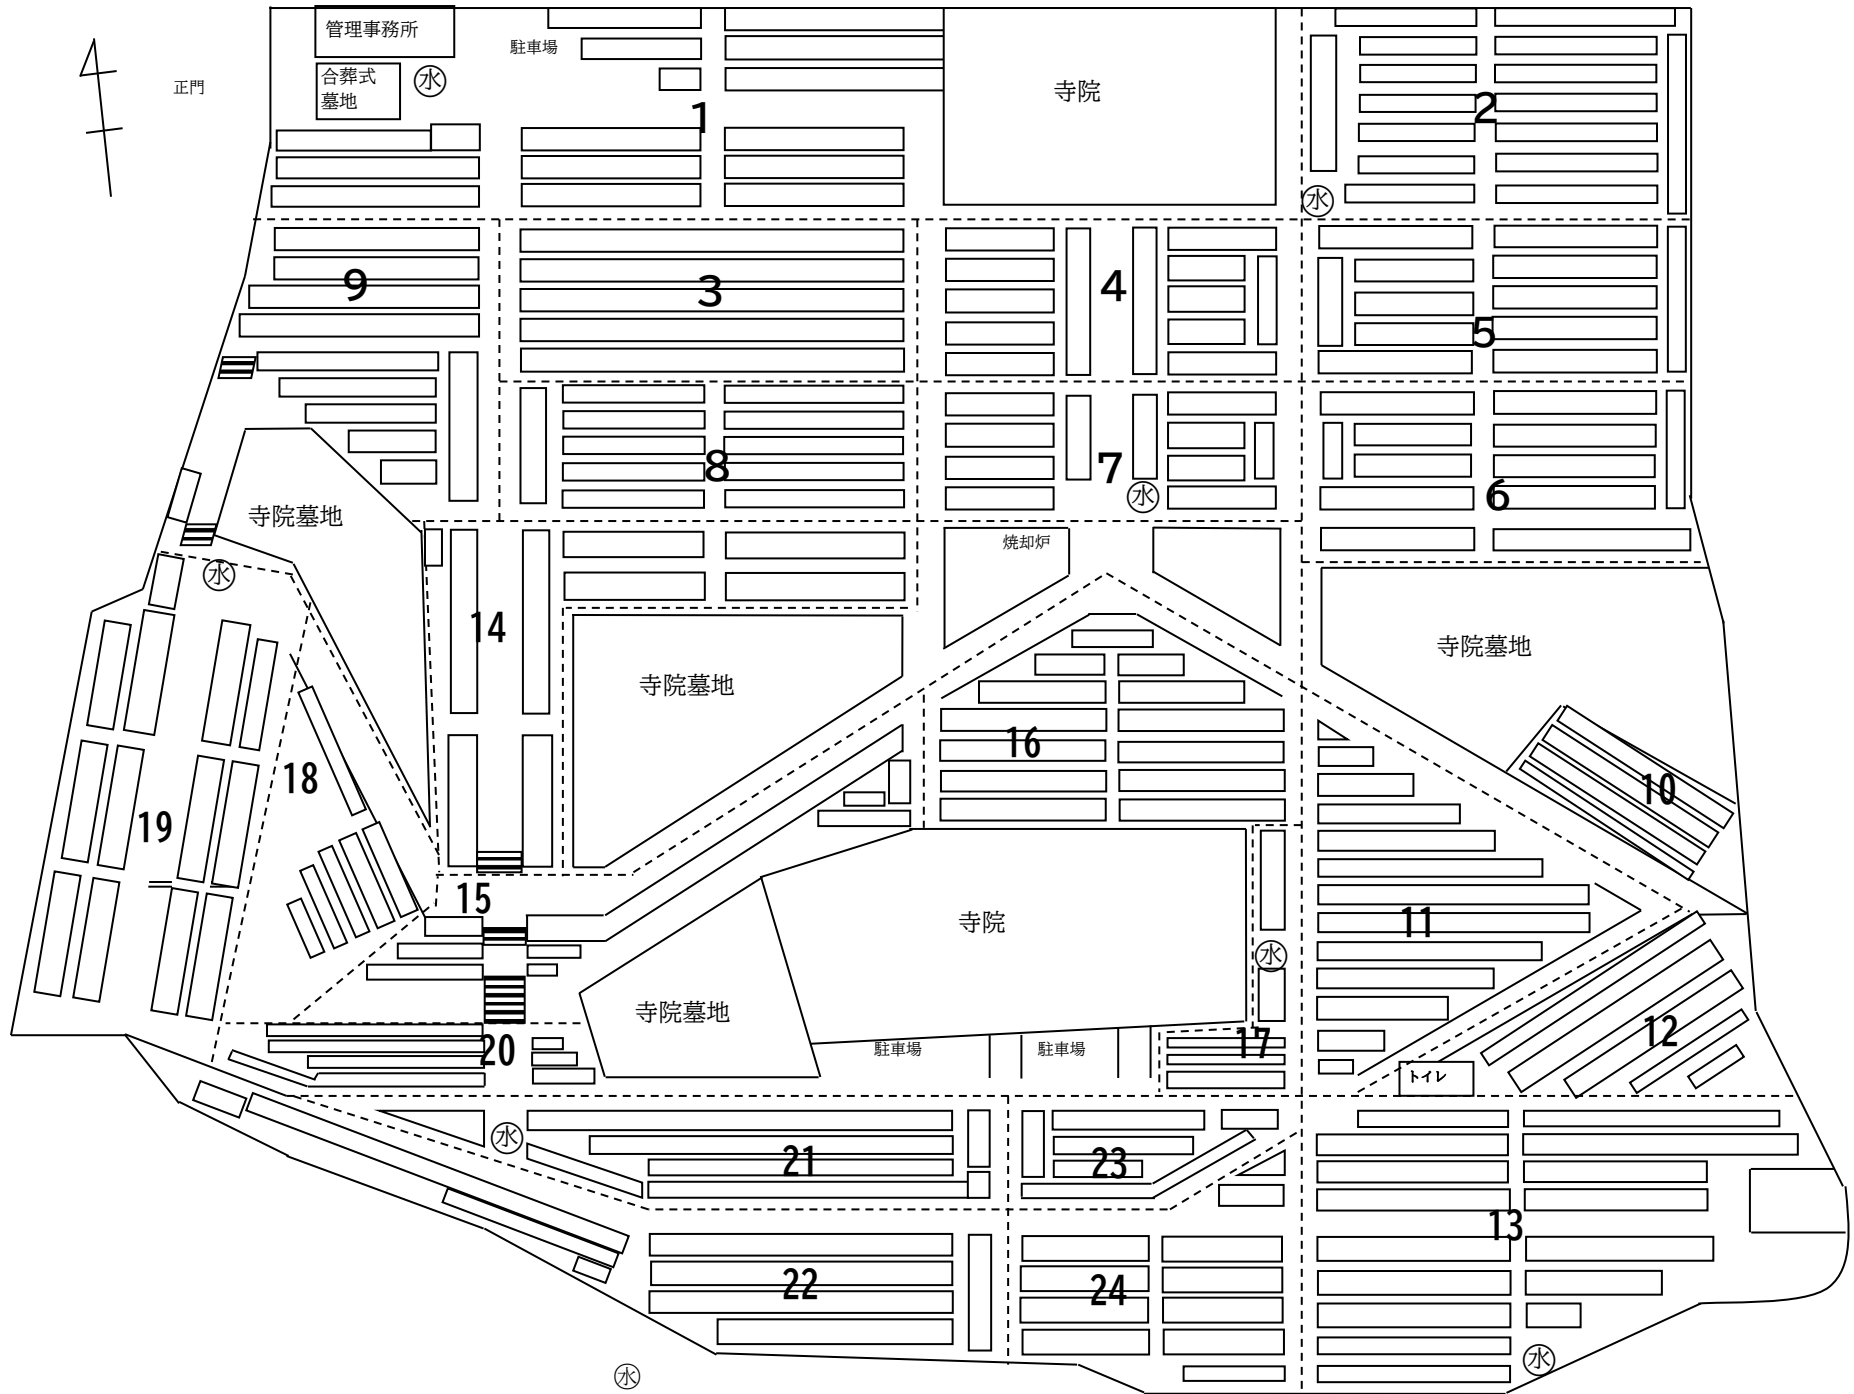 管理事務所
駐車場
正門
合葬式
墓地
水
寺院
1
2
水
9
3
4
5
8
7
6
水
寺院墓地
焼却炉
水
14
寺院墓地
寺院墓地
16
18
10
19
15
寺院
11
水
寺院墓地
20
駐車場
駐車場
17
12
トイレ
水
21
23
13
22
24
水
水